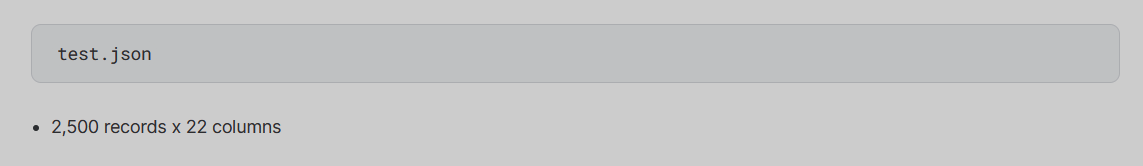 test.json
• 2,500 records x 22 columns